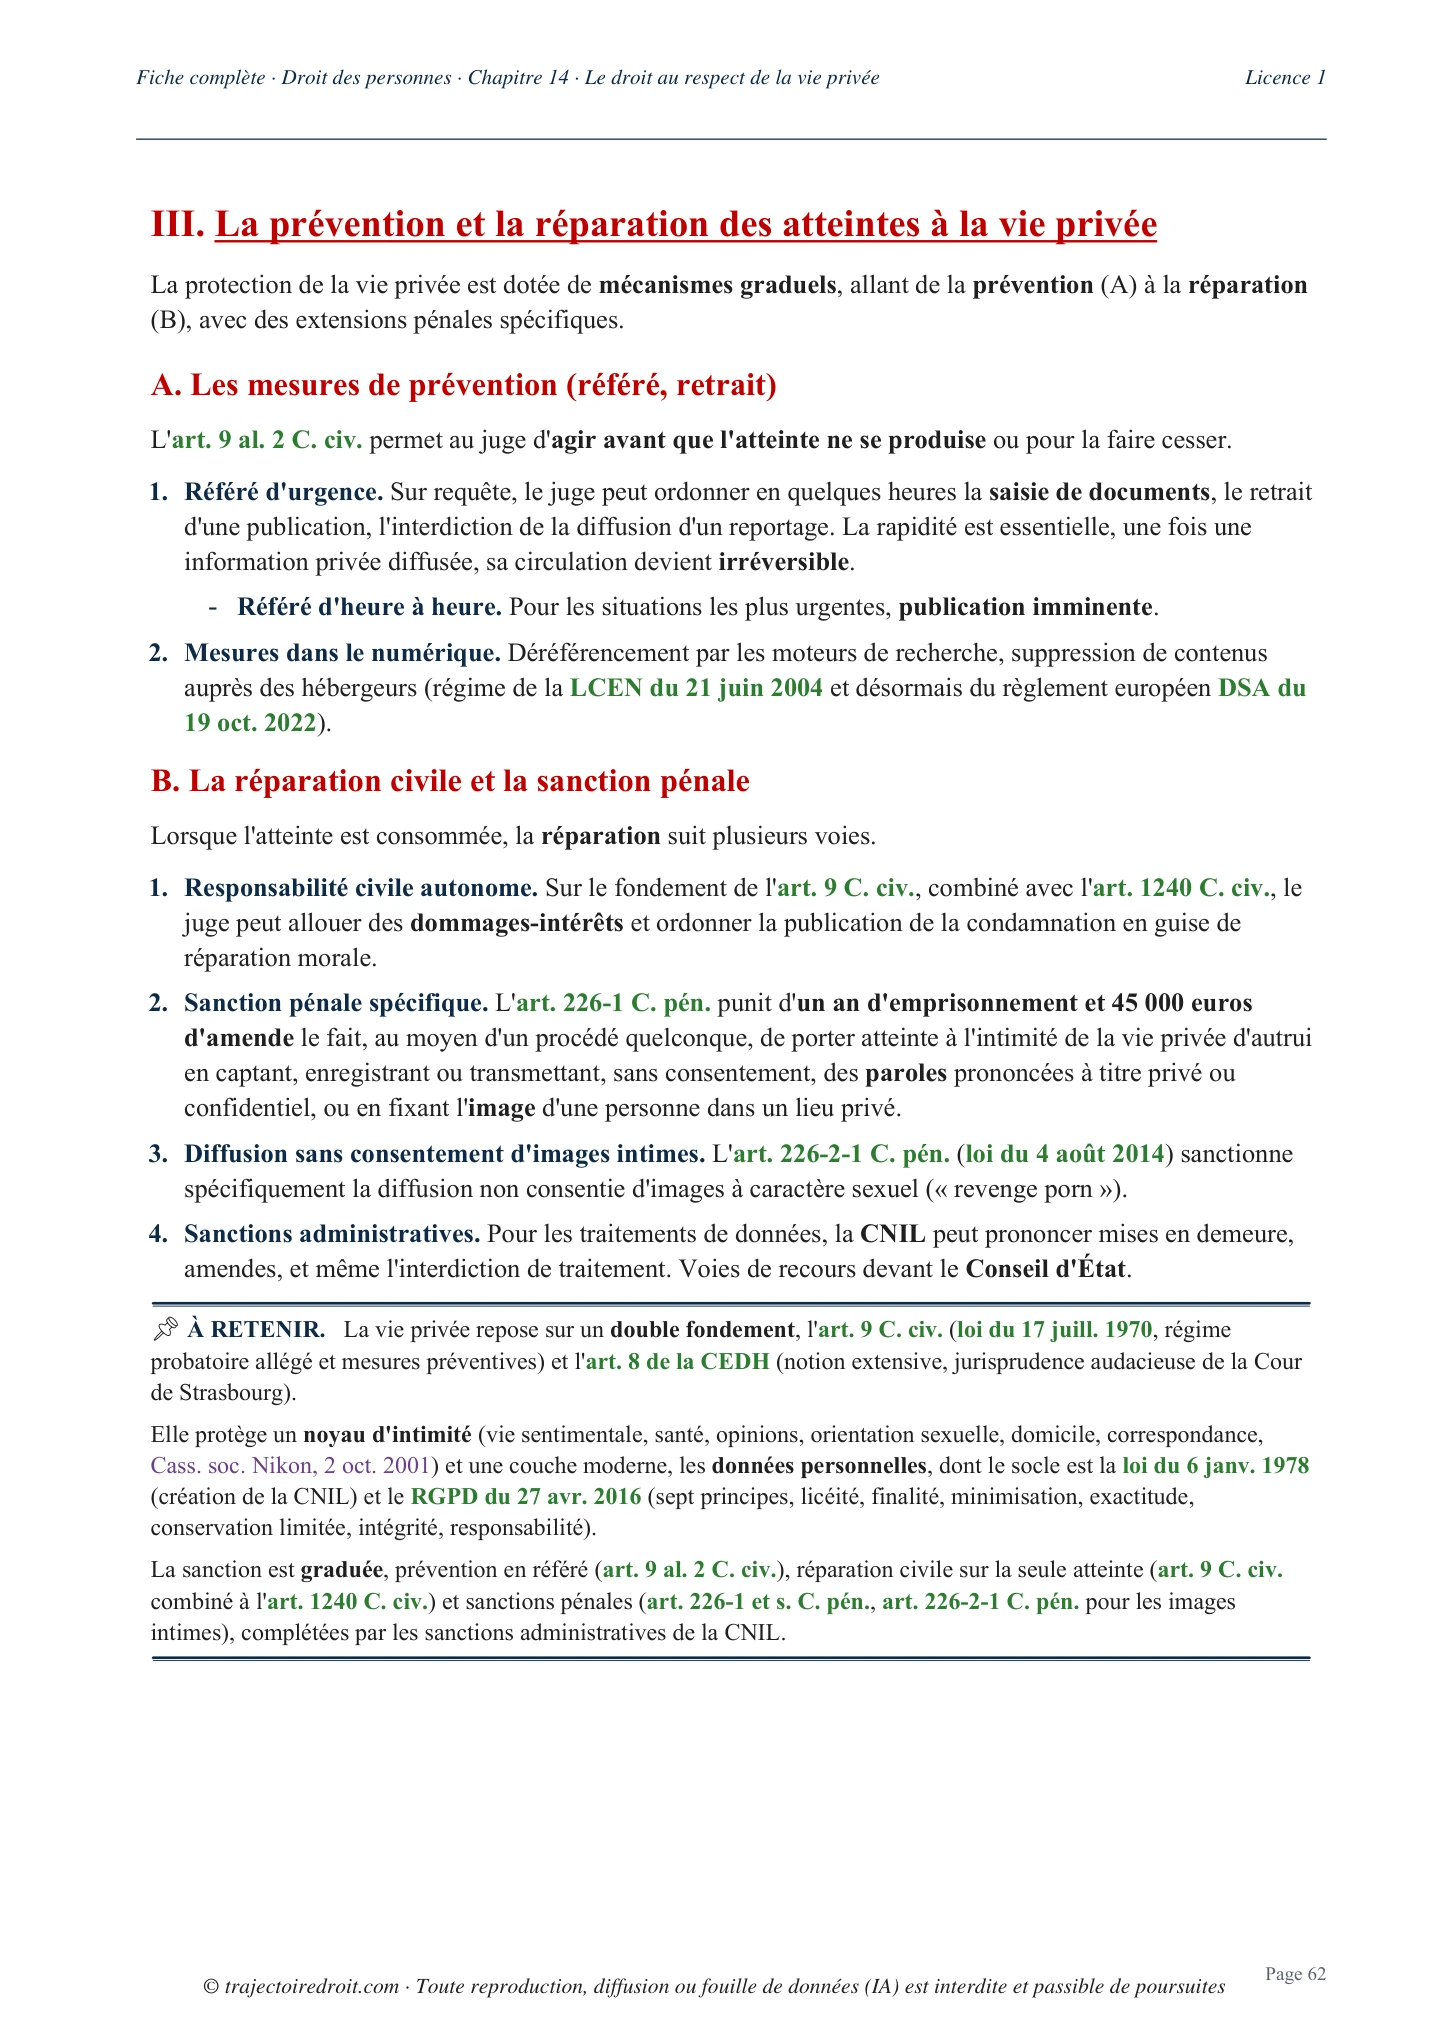 Fiche complète · Droit des personnes · Chapitre 14 · Le droit au respect de la vie privée
Licence 1
III. La prévention et la réparation des atteintes à la vie privée
La protection de la vie privée est dotée de mécanismes graduels, allant de la prévention (A) à la réparation
(B), avec des extensions pénales spécifiques.
A. Les mesures de prévention (référé, retrait)
L'art. 9 al. 2 C. civ. permet au juge d'agir avant que l'atteinte ne se produise ou pour la faire cesser.
1. Référé d'urgence. Sur requête, le juge peut ordonner en quelques heures la saisie de documents, le retrait
d'une publication, l'interdiction de la diffusion d'un reportage. La rapidité est essentielle, une fois une
information privée diffusée, sa circulation devient irréversible.
- Référé d'heure à heure. Pour les situations les plus urgentes, publication imminente.
2. Mesures dans le numérique. Déréférencement par les moteurs de recherche, suppression de contenus
auprès des hébergeurs (régime de la LCEN du 21 juin 2004 et désormais du règlement européen DSA du
19 oct. 2022).
B. La réparation civile et la sanction pénale
Lorsque l'atteinte est consommée, la réparation suit plusieurs voies.
1. Responsabilité civile autonome. Sur le fondement de l'art. 9 C. civ., combiné avec l'art. 1240 C. civ., le
juge peut allouer des dommages-intérêts et ordonner la publication de la condamnation en guise de
réparation morale.
2. Sanction pénale spécifique. L'art. 226-1 C. pén. punit d'un an d'emprisonnement et 45 000 euros
d'amende le fait, au moyen d'un procédé quelconque, de porter atteinte à l'intimité de la vie privée d'autrui
en captant, enregistrant ou transmettant, sans consentement, des paroles prononcées à titre privé ou
confidentiel, ou en fixant l'image d'une personne dans un lieu privé.
3. Diffusion sans consentement d'images intimes. L'art. 226-2-1 C. pén. (loi du 4 août 2014) sanctionne
spécifiquement la diffusion non consentie d'images à caractère sexuel (« revenge porn »).
4. Sanctions administratives. Pour les traitements de données, la CNIL peut prononcer mises en demeure,
amendes, et même l'interdiction de traitement. Voies de recours devant le Conseil d'État.
À RETENIR. La vie privée repose sur un double fondement, l'art. 9 C. civ. (loi du 17 juill. 1970, régime
probatoire allégé et mesures préventives) et l'art. 8 de la CEDH (notion extensive, jurisprudence audacieuse de la Cour
de Strasbourg).
Elle protège un noyau d'intimité (vie sentimentale, santé, opinions, orientation sexuelle, domicile, correspondance,
Cass. soc. Nikon, 2 oct. 2001) et une couche moderne, les données personnelles, dont le socle est la loi du 6 janv. 1978
(création de la CNIL) et le RGPD du 27 avr. 2016 (sept principes, licéité, finalité, minimisation, exactitude,
conservation limitée, intégrité, responsabilité).
La sanction est graduée, prévention en référé (art. 9 al. 2 C. civ.), réparation civile sur la seule atteinte (art. 9 C. civ.
combiné à l'art. 1240 C. civ.) et sanctions pénales (art. 226-1 et s. C. pén., art. 226-2-1 C. pén. pour les images
intimes), complétées par les sanctions administratives de la CNIL.
© trajectoiredroit.com · Toute reproduction, diffusion ou fouille de données (IA) est interdite et passible de poursuites
Page 62